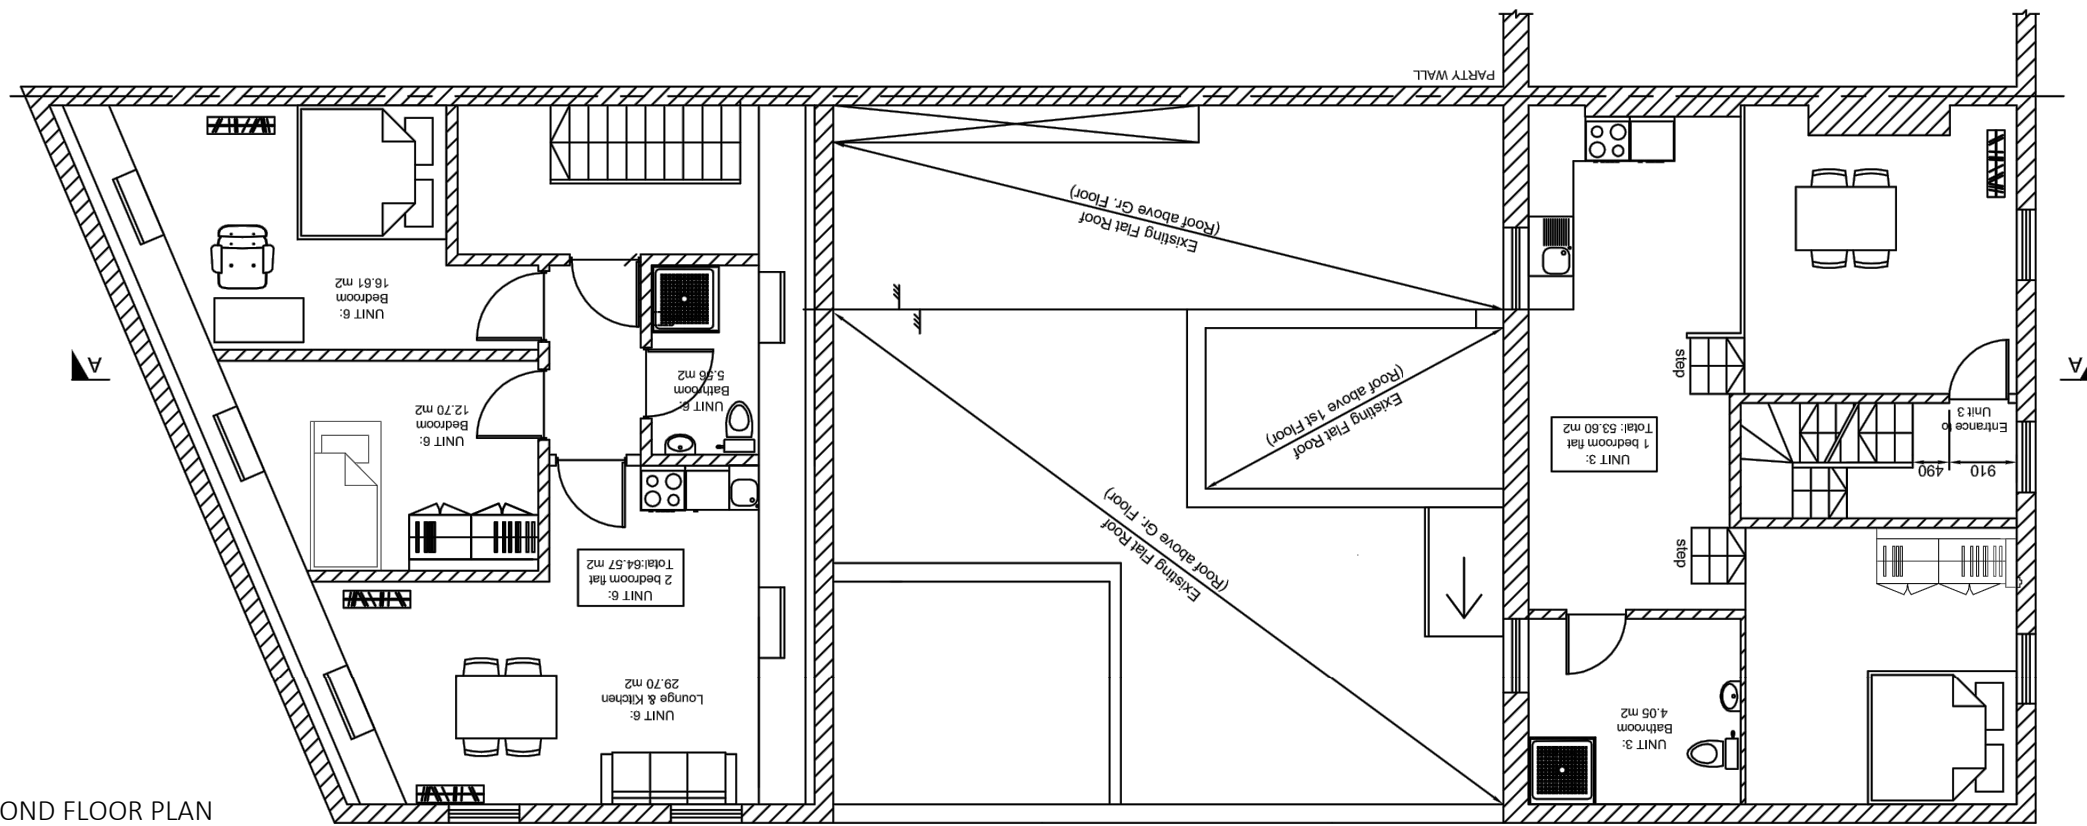 PARTY WALL
Existing Flat Roof
(Roof above Gr. Floor)
UNIT 6:
Bedroom
16.61 m2
A
A
UNIT 6:
Bathroom
5.56 m2
UNIT 6:
Bedroom
12.70 m2
step
Existing Flat Roof
(Roof above 1st Floor)
Entrance to
Unit 3
UNIT 3:
1 bedroom flat
Total: 53.60 m2
490
910
Existing Flat Roof
(Roof above Gr. Floor)
step
UNIT 6:
2 bedroom flat
Total:64.57 m2
UNIT 6:
Lounge & Kitchen
29.70 m2
UNIT 3:
Bathroom
4.05 m2
OND FLOOR PLAN